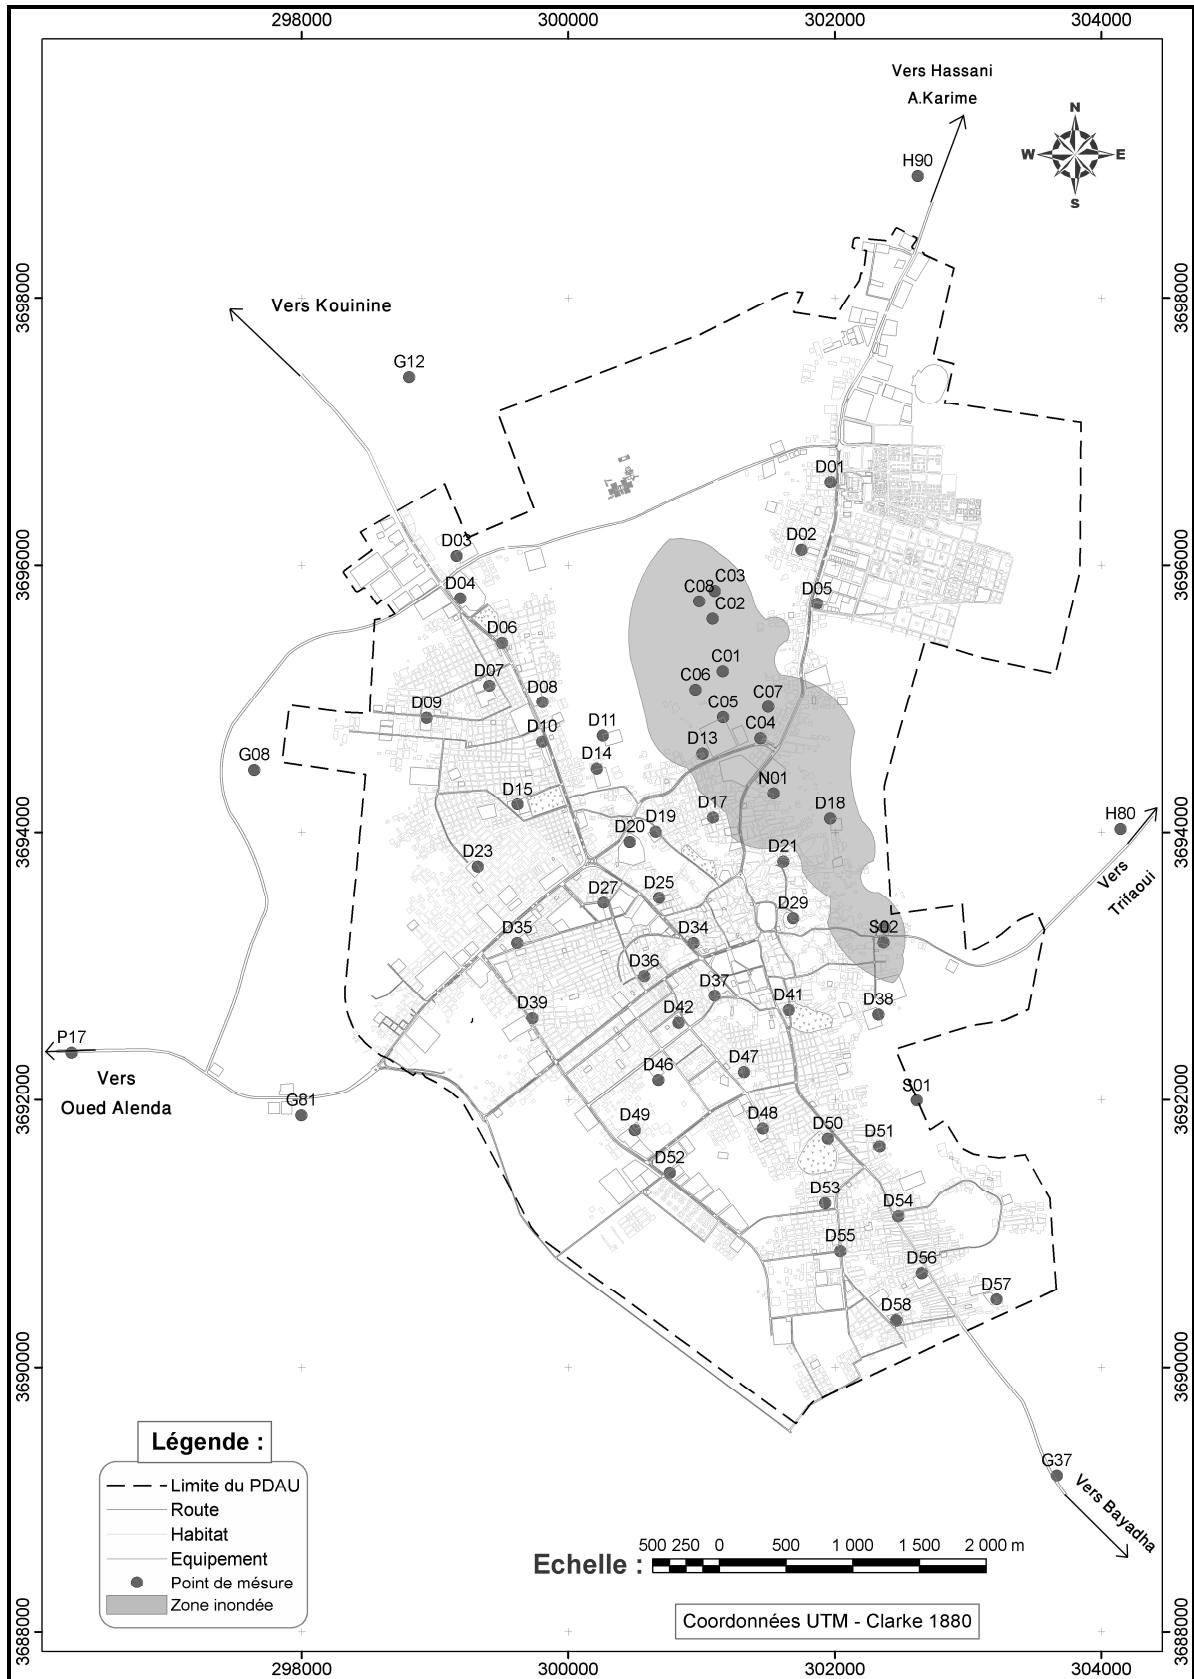 298000
300000
302000
304000
Vers Hassani
A.Karime
N
W
E
S
H90
3698000
3698000
Vers Kouinine
G12
D01
D02
D03
3696000
3696000
C03
D04
C08
D05
C02
D06
C01
D07
C06
D08
C07
D09
C05
D11
C04
D10
D13
G08
D14
N01
D15
D18
D17
H80
3694000
3694000
D19
D20
D21
D23
Vers
Trifaoui
D25
D27
D29
D35
D34
S02
D36
D37
D41
D38
D42
D39
P17
D47
D46
Vers
S01
Oued Alenda
3692000
3692000
G81
D48
D49
D50
D51
D52
D53
D54
D55
D56
D57
D58
3690000
3690000
Légende :
G37
Limite du PDAU
Vers Bayadha
Route
Habitat
Equipement
Point de mésure
Zone inondée
500 250 0 500 1 000 1 500 2 000 m
Echelle :
Coordonnées UTM - Clarke 1880
3688000
3688000
298000
300000
302000
304000